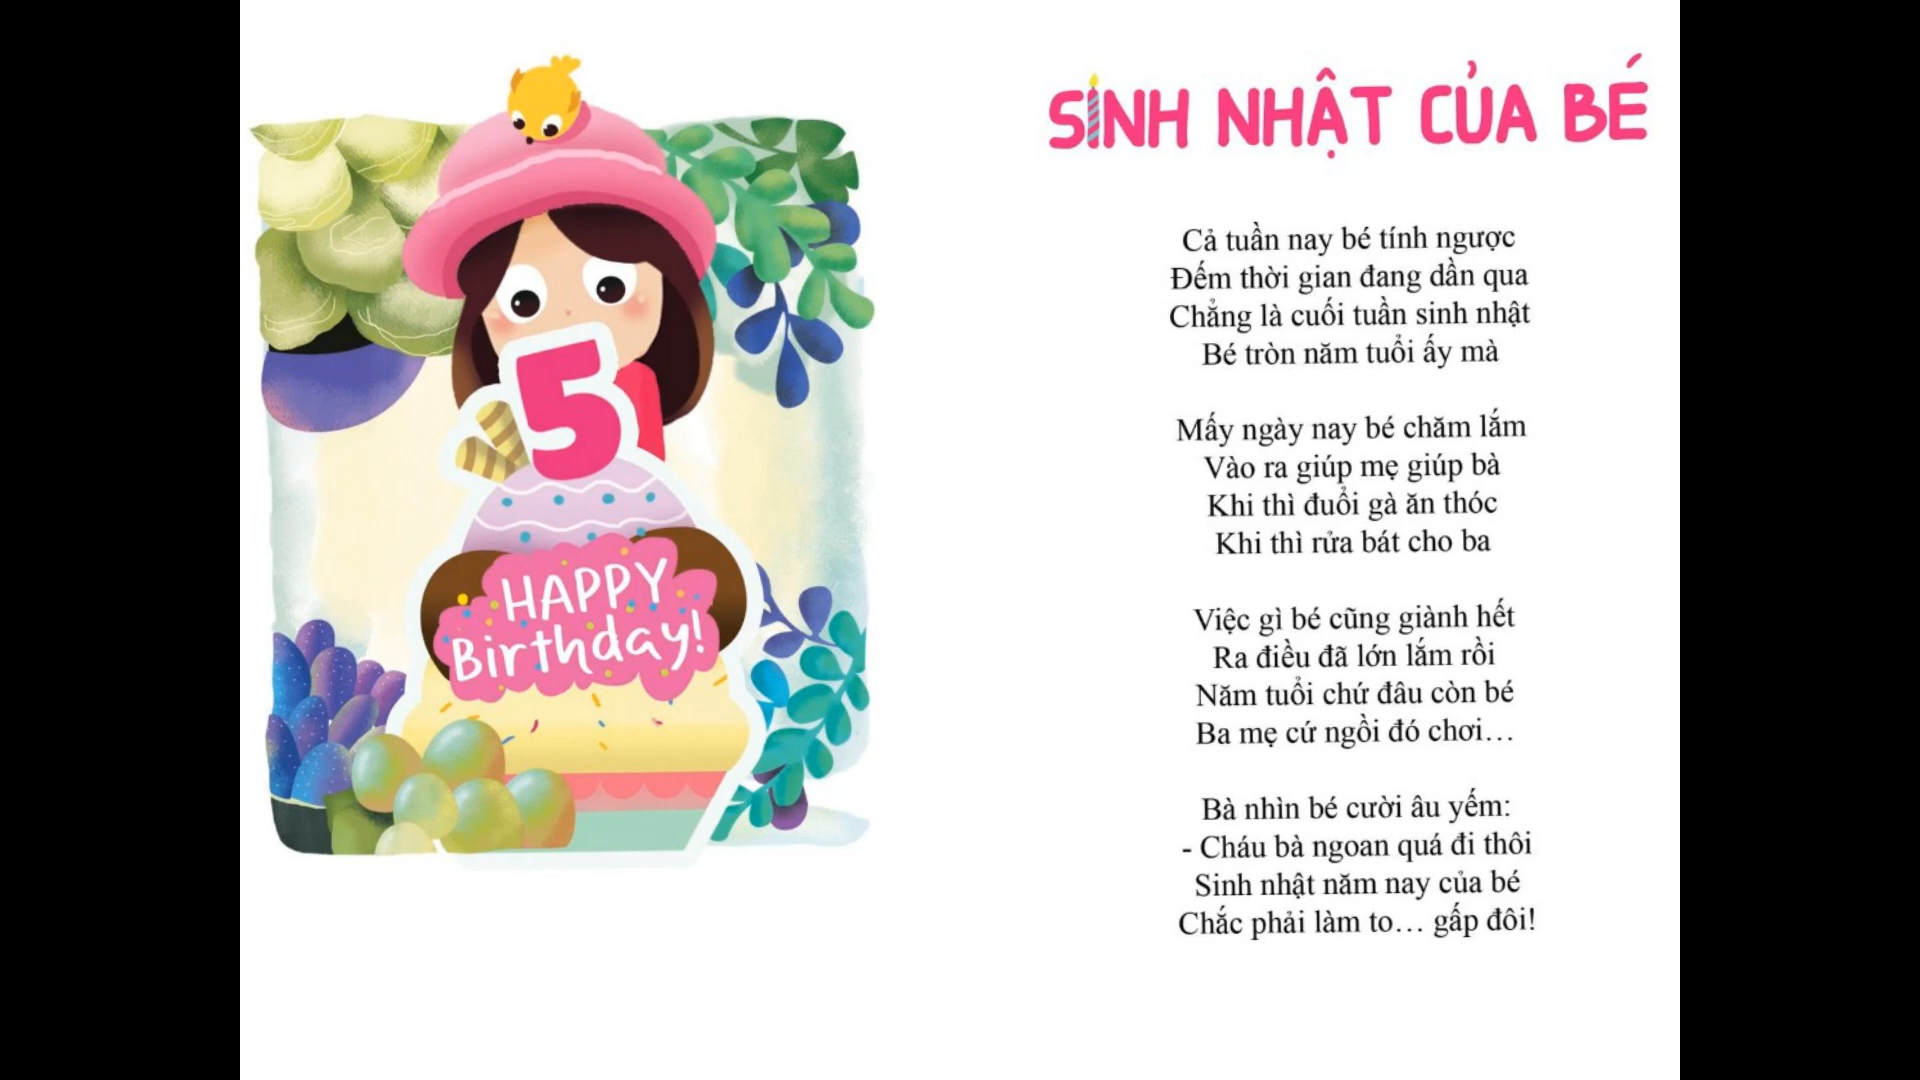 5
HAPPY
Birthday!
SINH NHẬT CỦA BÉ
Cả tuần nay bé tính ngược
Đếm thời gian đang dần qua
Chẳng là cuối tuần sinh nhật
Bé tròn năm tuổi ấy mà
Mấy ngày nay bé chăm lắm
Vào ra giúp mẹ giúp bà
Khi thì đuổi gà ăn thóc
Khi thì rửa bát cho ba
Việc gì bé cũng giành hết
Ra điều đã lớn lắm rồi
Năm tuổi chứ đâu còn bé
Ba mẹ cứ ngồi đó chơi…
Bà nhìn bé cười âu yếm:
- Cháu bà ngoan quá đi thôi
Sinh nhật năm nay của bé
Chắc phải làm to… gấp đôi!